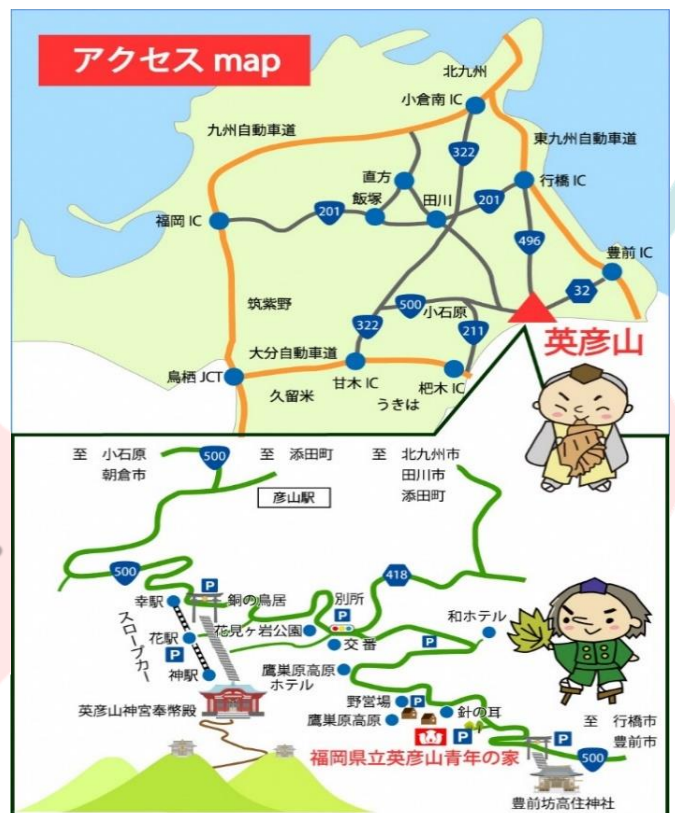 アクセス map
北九州
小倉南 IC
九州自動車道
東九州自動車道
322
直方
行橋 IC
飯塚
田川
201
201
福岡 IC
496
豊前 IC
32
筑紫野
500
小石原
322
211
英彦山
大分自動車道
鳥栖 JCT
甘木 IC
杷木 IC
久留米
うきは
至 小石原
朝倉市
500
至 添田町
至 北九州市
田川市
添田町
彦山駅
500
418
幸駅
P
銅の鳥居
別所
P
スロープカー
花駅
花見ヶ岩公園
交番
P
和ホテル
P
神駅
鷹巣原高原
ホテル
英彦山神宮奉幣殿
野営場
P
鷹巣原高原
針の耳
P
至 行橋市
豊前市
P
福岡県立英彦山青年の家
500
豊前坊高住神社